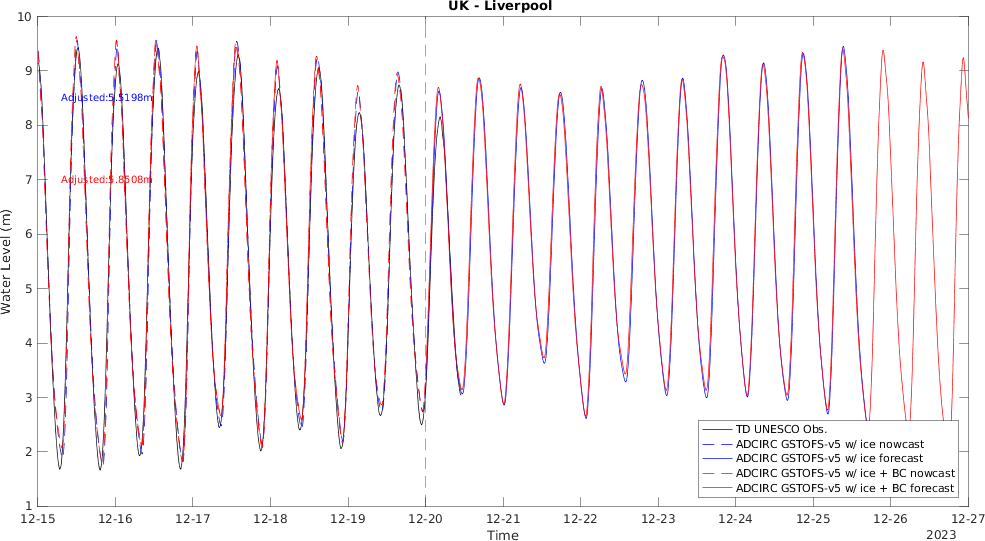 UK - Liverpool
10
9
8
7
6
5
4
3
2
1
Water Level (m)
Adjusted:5.5198m
Adjusted:5.8508m
TD UNESCO Obs.
ADCIRC GSTOFS-v5 w/ ice nowcast
ADCIRC GSTOFS-v5 w/ ice forecast
ADCIRC GSTOFS-v5 w/ ice + BC nowcast
ADCIRC GSTOFS-v5 w/ ice + BC forecast
12-15 12-16 12-17 12-18 12-19 12-20 12-21 12-22 12-23 12-24 12-25 12-26 12-27
Time
2023